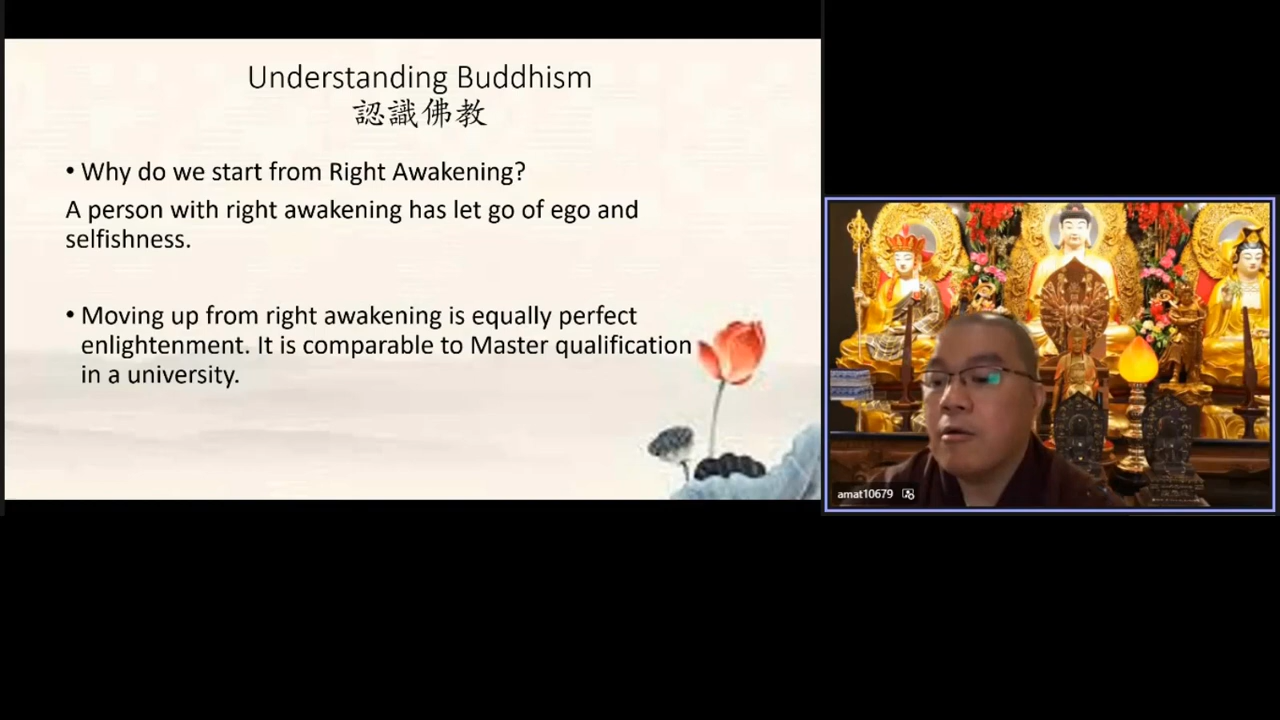 Understanding Buddhism
認識佛教
• Why do we start from Right Awakening?
A person with right awakening has let go of ego and
selfishness.
• Moving up from right awakening is equally perfect
enlightenment. It is comparable to Master qualification
in a university.
amat10679